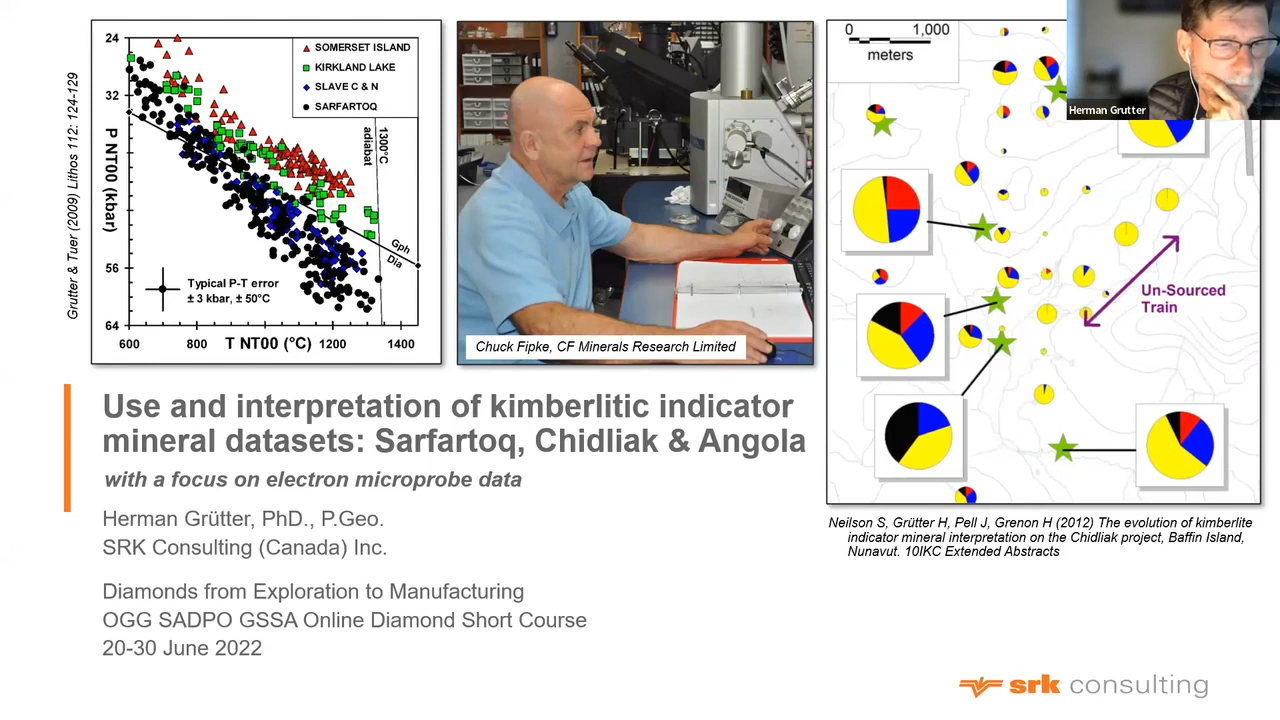 Grutter & Tuer (2009) Lithos 112: 124-129
24
32
56
64
P NT00 (kbar)
SOMERSET ISLAND
KIRKLAND LAKE
SLAVE C & N
SARFARTOQ
1300°C
adiabat
Gph
Dia
Typical P-T error
± 3 kbar, ± 50°C
600
800
T NT00 (°C)
1200
1400
Chuck Fipke, CF Minerals Research Limited
0
1,000
meters
Un-Sourced
Train
Herman Grutter
Neilson S, Grütter H, Pell J, Grenon H (2012) The evolution of kimberlite
indicator mineral interpretation on the Chidliak project, Baffin Island,
Nunavut. 10IKC Extended Abstracts
Use and interpretation of kimberlitic indicator
mineral datasets: Sarfartoq, Chidliak & Angola
with a focus on electron microprobe data
Herman Grütter, PhD., P.Geo.
SRK Consulting (Canada) Inc.
Diamonds from Exploration to Manufacturing
OGG SADPO GSSA Online Diamond Short Course
20-30 June 2022
srk consulting